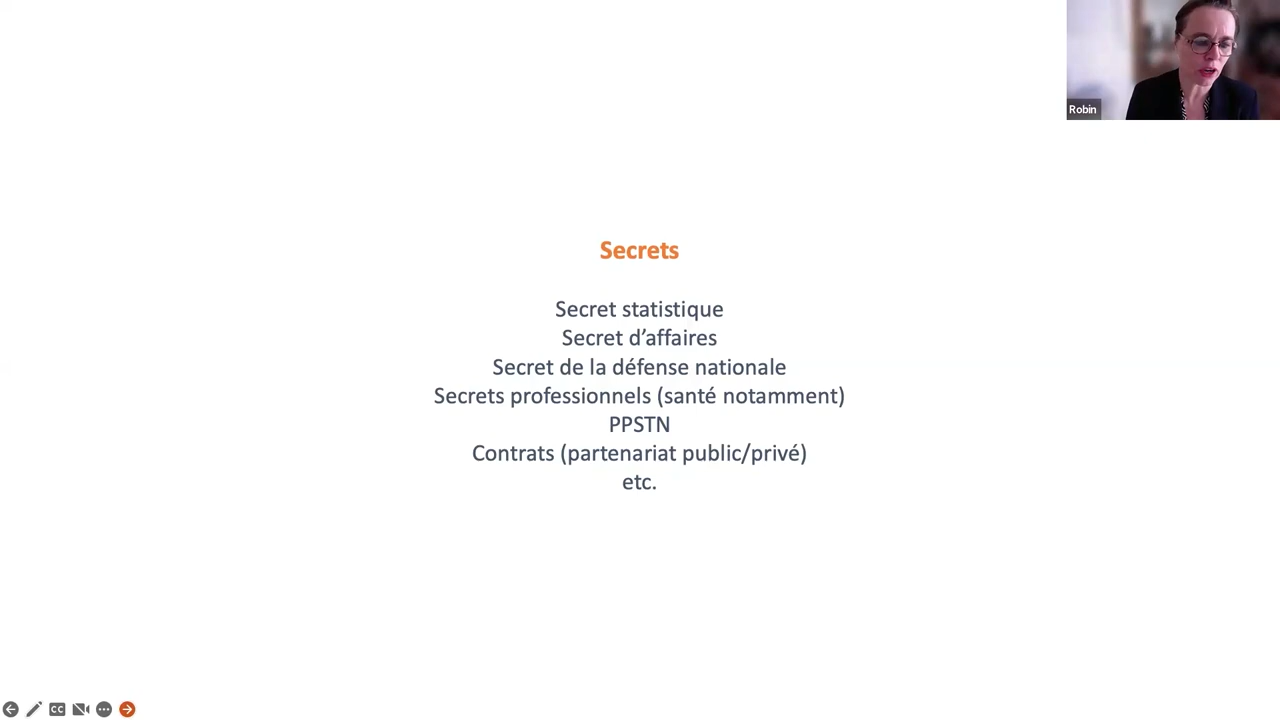 Robin
Secrets
Secret statistique
Secret d’affaires
Secret de la défense nationale
Secrets professionnels (santé notamment)
PPSTN
Contrats (partenariat public/privé)
etc.
CC